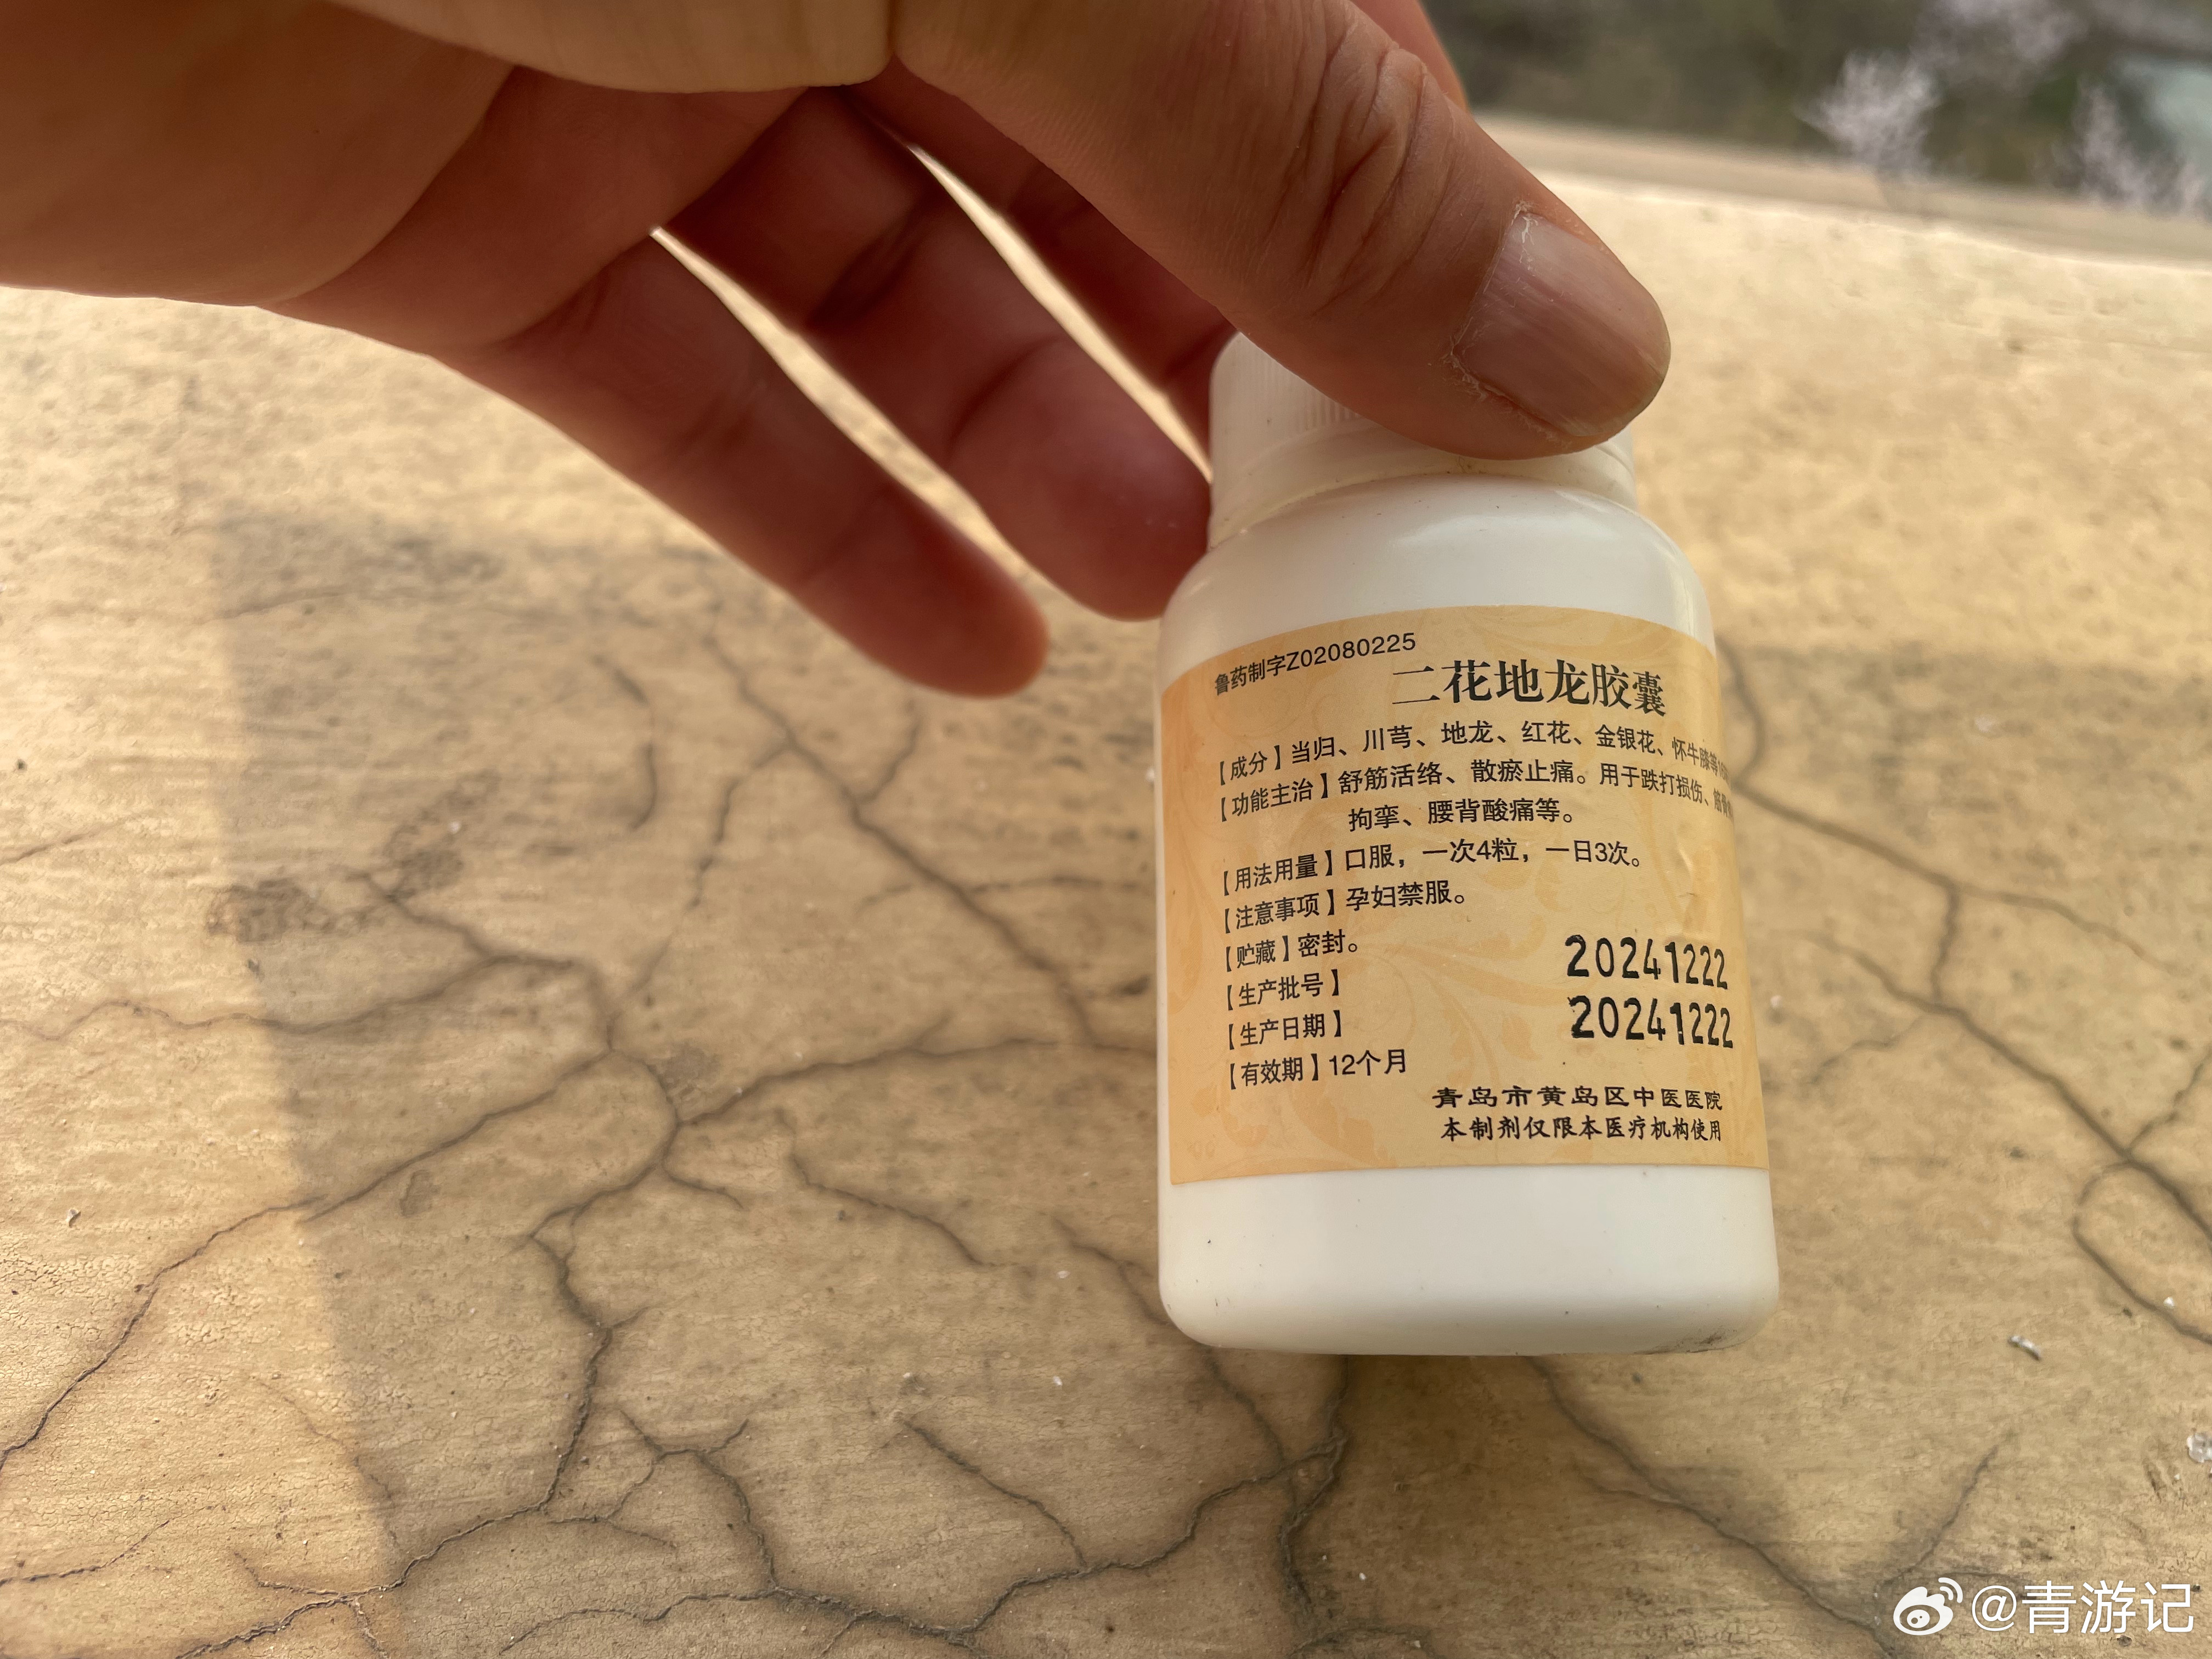 鲁药制字Z02080225
二花地龙胶囊
【成分】当归、川芎、地龙、红花、金银花、怀牛膝等
【功能主治】舒筋活络、散瘀止痛。用于跌打损伤、筋骨
拘挛、腰背酸痛等。
【用法用量】口服，一次4粒，一日3次。
【注意事项】孕妇禁服。
【贮藏】密封。
【生产批号】 20241222
【生产日期】 20241222
【有效期】12个月
青岛市黄岛区中医医院
本制剂仅限本医疗机构使用
@青游记